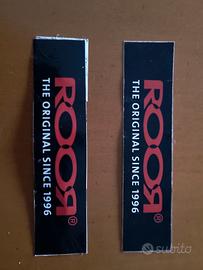 ROOR®
THE ORIGINAL SINCE 1996
ROOR®
THE ORIGINAL SINCE 1996
subito